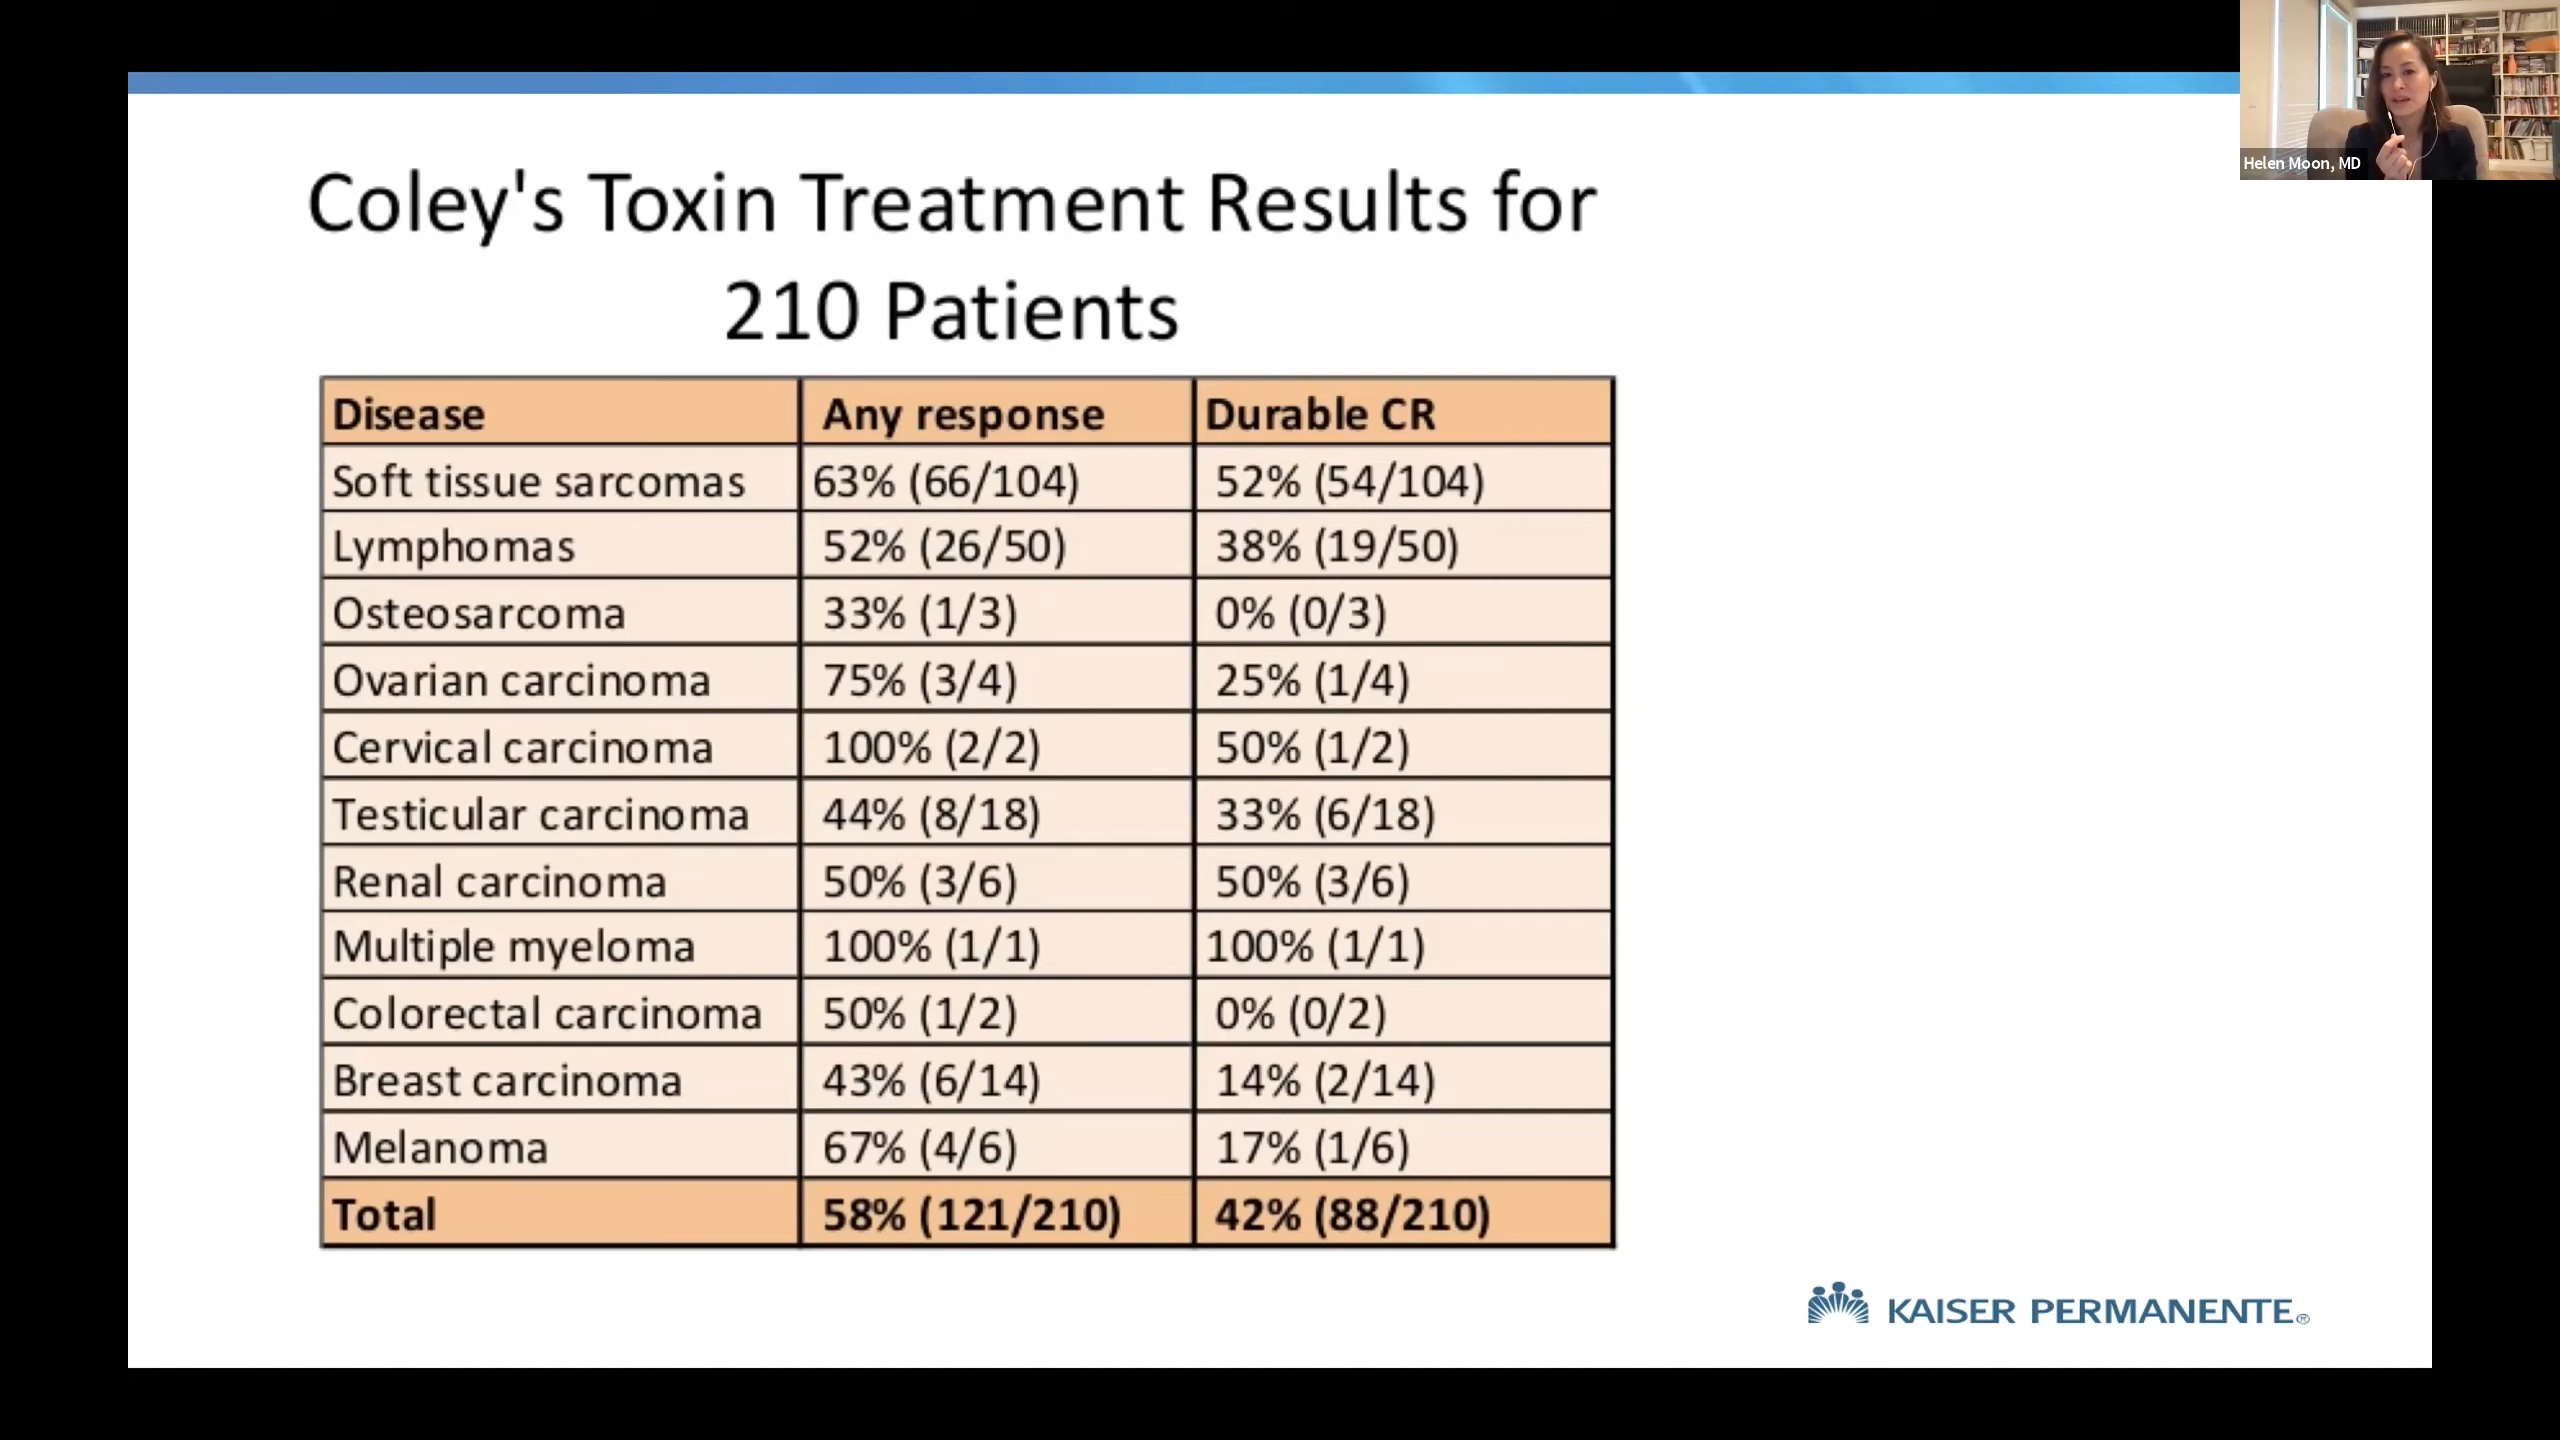 Helen Moon, MD
Coley's Toxin Treatment Results for
210 Patients
Disease Any response Durable CR
Soft tissue sarcomas 63% (66/104) 52% (54/104)
Lymphomas 52% (26/50) 38% (19/50)
Osteosarcoma 33% (1/3) 0% (0/3)
Ovarian carcinoma 75% (3/4) 25% (1/4)
Cervical carcinoma 100% (2/2) 50% (1/2)
Testicular carcinoma 44% (8/18) 33% (6/18)
Renal carcinoma 50% (3/6) 50% (3/6)
Multiple myeloma 100% (1/1) 100% (1/1)
Colorectal carcinoma 50% (1/2) 0% (0/2)
Breast carcinoma 43% (6/14) 14% (2/14)
Melanoma 67% (4/6) 17% (1/6)
Total 58% (121/210) 42% (88/210)
KAISER PERMANENTE®